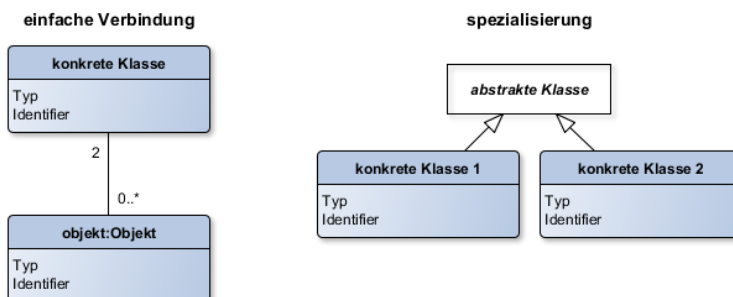 einfache Verbindung
konkrete Klasse
Typ
Identifier
2
0..*
objekt:Objekt
Typ
Identifier
spezialisierung
abstrakte Klasse
konkrete Klasse 1
Typ
Identifier
konkrete Klasse 2
Typ
Identifier